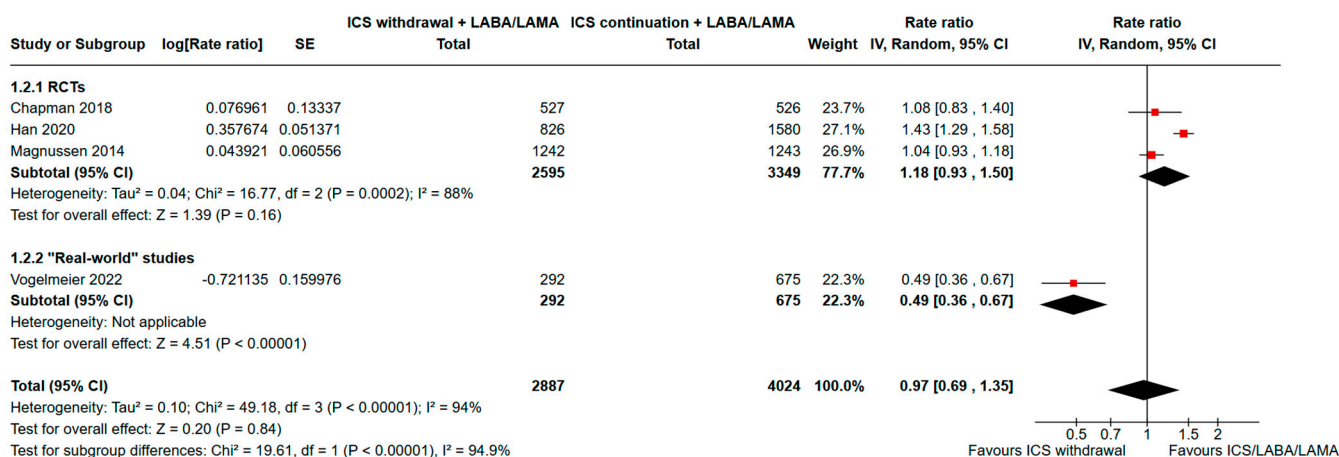 ICS withdrawal + LABA/LAMA ICS continuation + LABA/LAMA Rate ratio Rate ratio
Study or Subgroup log[Rate ratio] SE Total Total Weight IV, Random, 95% CI IV, Random, 95% CI
1.2.1 RCTs
Chapman 2018 0.076961 0.13337 527 526 23.7% 1.08 [0.83 , 1.40]
Han 2020 0.357674 0.051371 826 1580 27.1% 1.43 [1.29 , 1.58]
Magnussen 2014 0.043921 0.060556 1242 1243 26.9% 1.04 [0.93 , 1.18]
Subtotal (95% CI) 2595 3349 77.7% 1.18 [0.93 , 1.50]
Heterogeneity: Tau² = 0.04; Chi² = 16.77, df = 2 (P = 0.0002); I² = 88%
Test for overall effect: Z = 1.39 (P = 0.16)
1.2.2 "Real-world" studies
Vogelmeier 2022 -0.721135 0.159976 292 675 22.3% 0.49 [0.36 , 0.67]
Subtotal (95% CI) 292 675 22.3% 0.49 [0.36 , 0.67]
Heterogeneity: Not applicable
Test for overall effect: Z = 4.51 (P < 0.00001)
Total (95% CI) 2887 4024 100.0% 0.97 [0.69 , 1.35]
Heterogeneity: Tau² = 0.10; Chi² = 49.18, df = 3 (P < 0.00001); I² = 94%
Test for overall effect: Z = 0.20 (P = 0.84)
0.5 0.7 1 1.5 2
Test for subgroup differences: Chi² = 19.61, df = 1 (P < 0.00001), I² = 94.9% Favours ICS withdrawal Favours ICS/LABA/LAMA